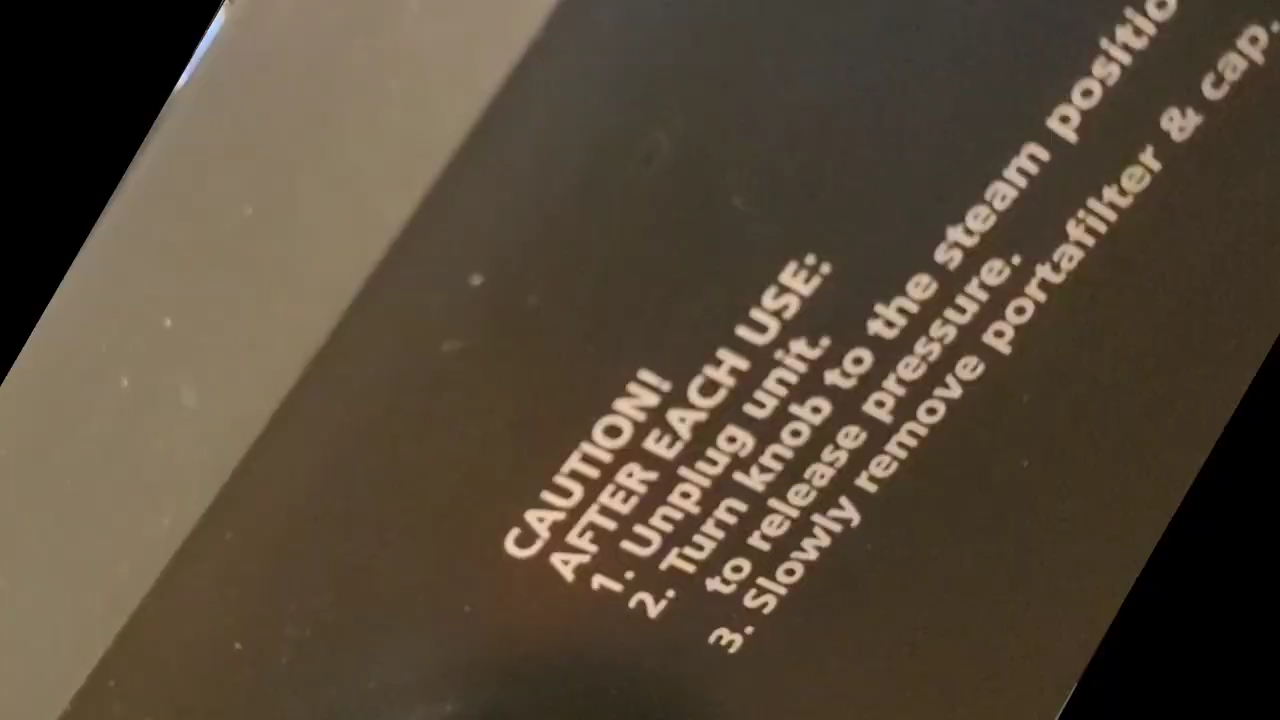 CAUTION!
AFTER EACH USE:
1. Unplug unit.
2. Turn knob to the steam positio
to release pressure.
3. Slowly remove portafilter & cap.